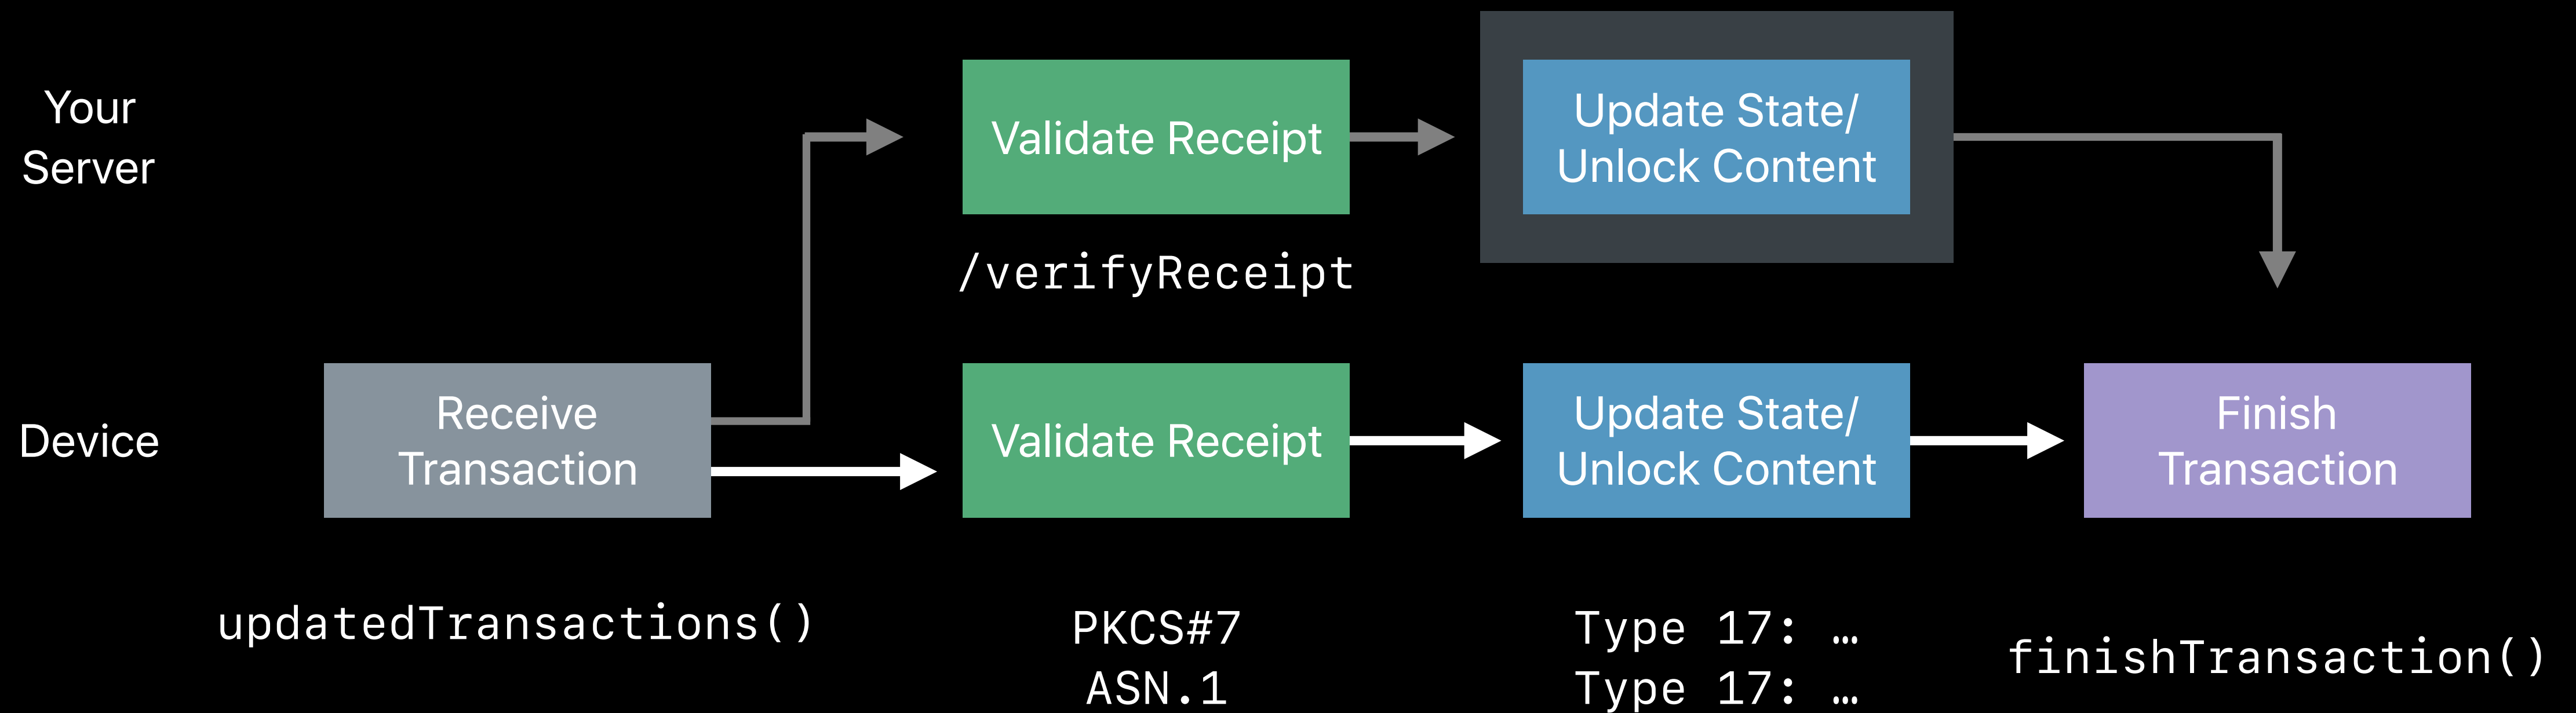 Your
Server
Validate Receipt
Update State/
Unlock Content
/verifyReceipt
Device
Receive
Transaction
Validate Receipt
Update State/
Unlock Content
Finish
Transaction
updatedTransactions()
PKCS#7
ASN.1
Type 17: …
Type 17: …
finishTransaction()